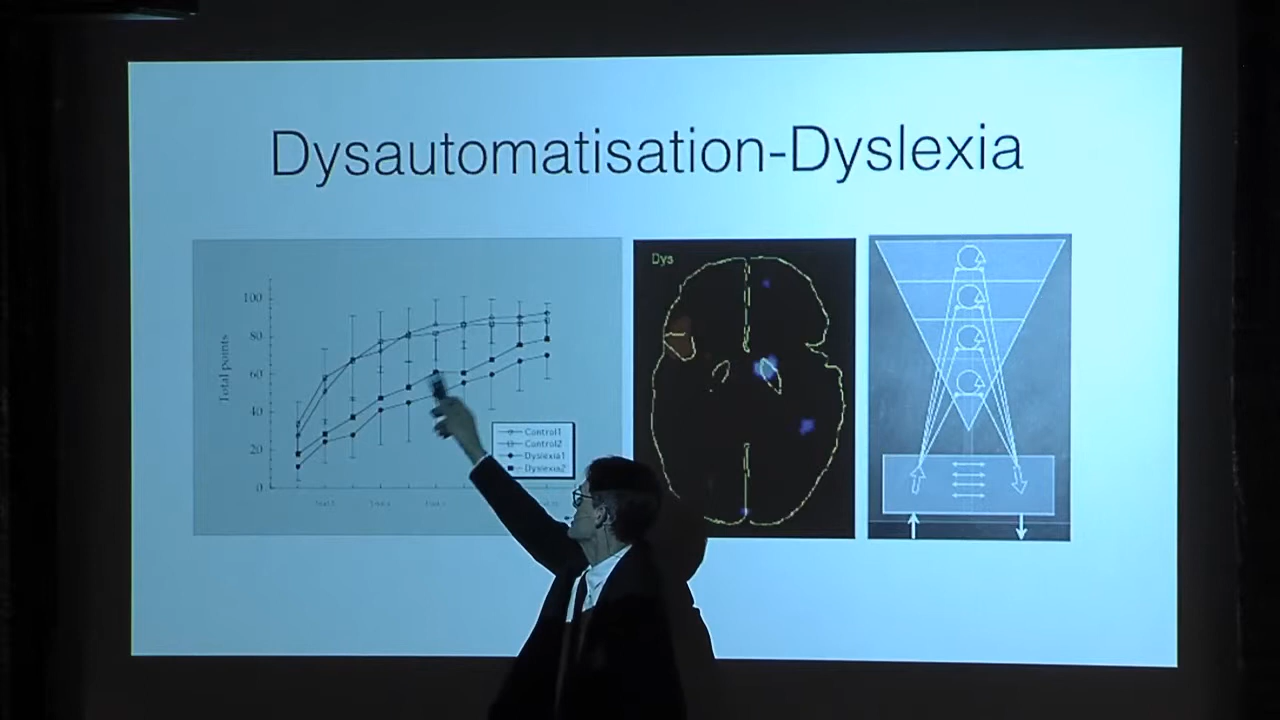 Dysautomatisation-Dyslexia
100
80
60
40
20
0
Total points
Control1
Control2
Dyslexia1
Dyslexia2
Dys